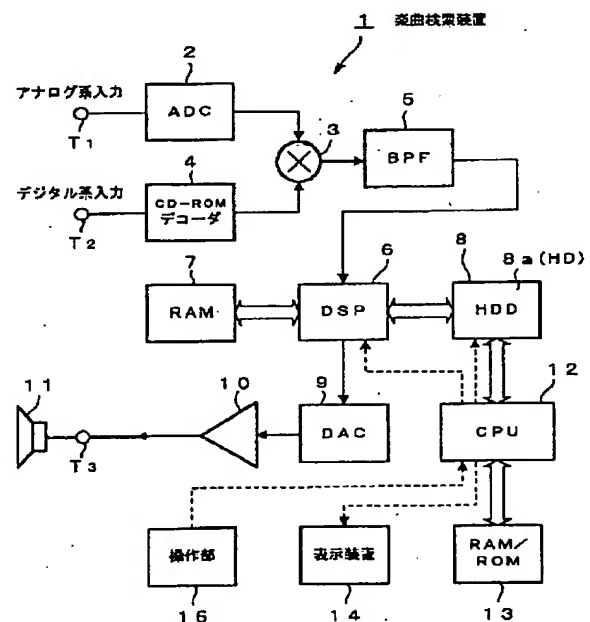 1 楽曲検索装置
2
アナログ系入力
ADC
T1
3
5
BPF
4
デジタル系入力
CD-ROM
デコーダ
T2
7
RAM
6
DSP
8
8a(HD)
HDD
11
10
9
DAC
12
CPU
T3
操作部
15
表示装置
14
RAM/
ROM
13